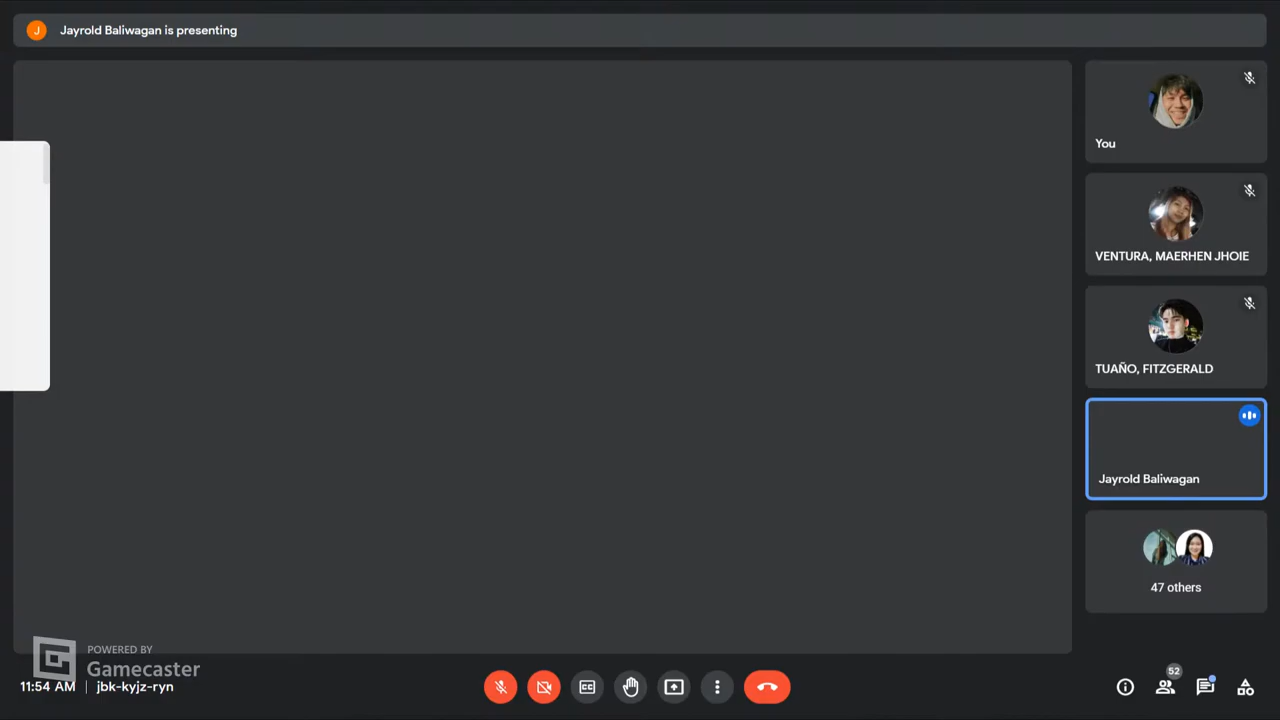 J Jayrold Baliwagan is presenting
You
VENTURA, MAERHEN JHOIE
TUAÑO, FITZGERALD
Jayrold Baliwagan
47 others
POWERED BY
Gamecaster
11:54 AM | jbk-kyjz-ryn
CC
52